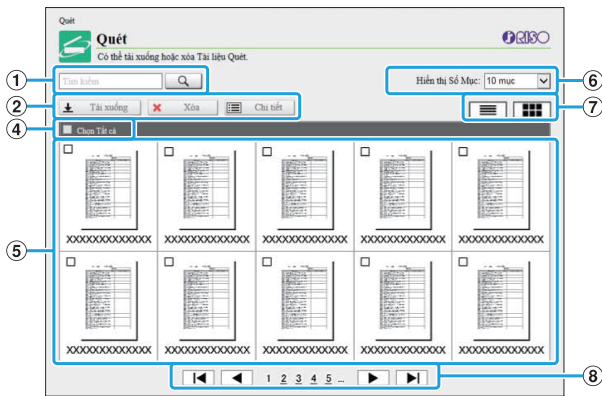 Quét
Quét
Có thể tải xuống hoặc xóa Tài liệu Quét.
RISO
1
Tìm kiếm
Hiển thị Số Mục: 10 mục
6
2
Tải xuống
Xóa
Chi tiết
7
4
Chọn Tất cả
5
XXXXXXXXXXXXX XXXXXXXXXXXXX XXXXXXXXXXXXX XXXXXXXXXXXXX XXXXXXXXXXXXX
XXXXXXXXXXXXX XXXXXXXXXXXXX XXXXXXXXXXXXX XXXXXXXXXXXXX XXXXXXXXXXXXX
1 2 3 4 5 ...
8